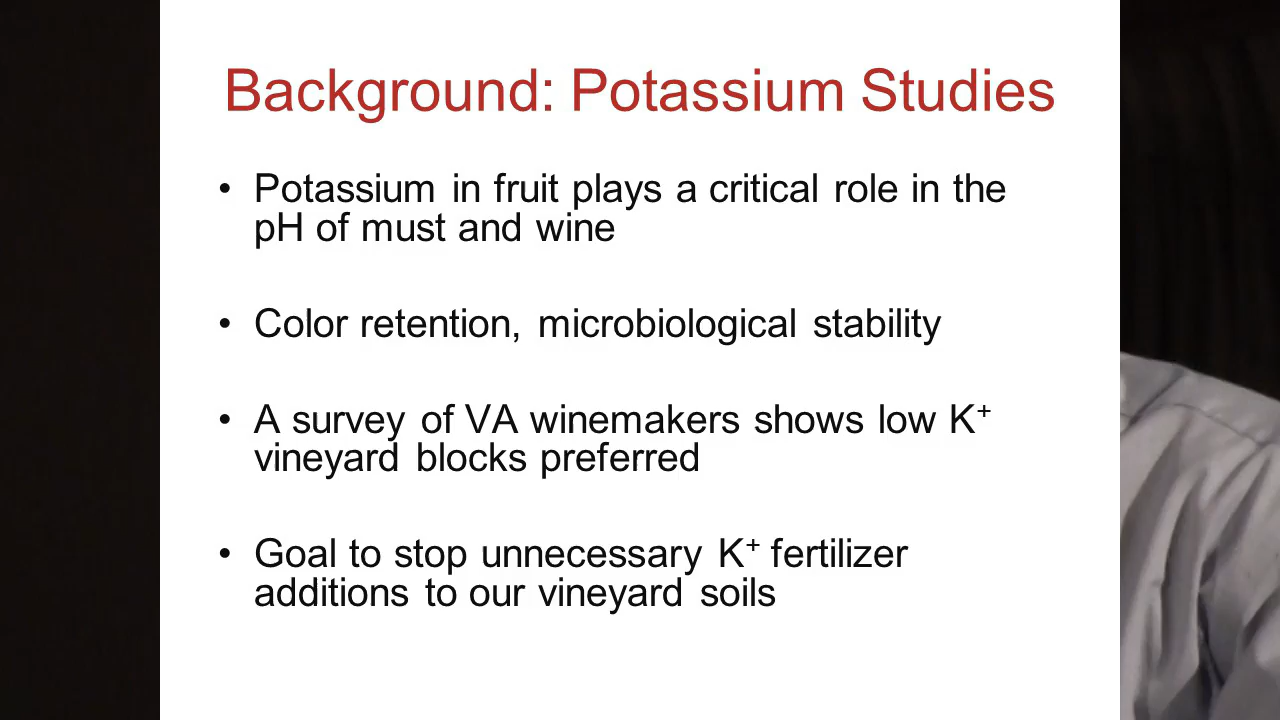 Background: Potassium Studies
• Potassium in fruit plays a critical role in the
pH of must and wine
• Color retention, microbiological stability
• A survey of VA winemakers shows low K⁺
vineyard blocks preferred
• Goal to stop unnecessary K⁺ fertilizer
additions to our vineyard soils